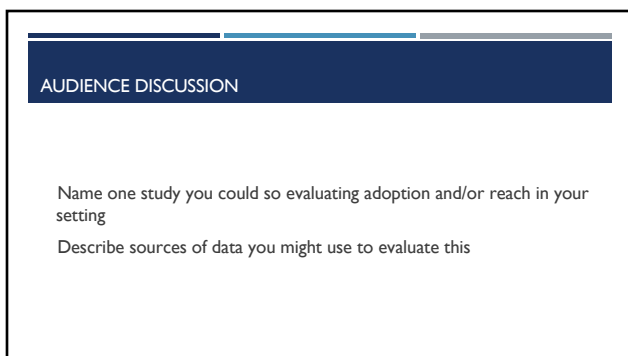 AUDIENCE DISCUSSION
Name one study you could so evaluating adoption and/or reach in your
setting
Describe sources of data you might use to evaluate this